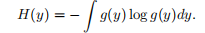 H(y) = − ∫ g(y) log g(y)dy.